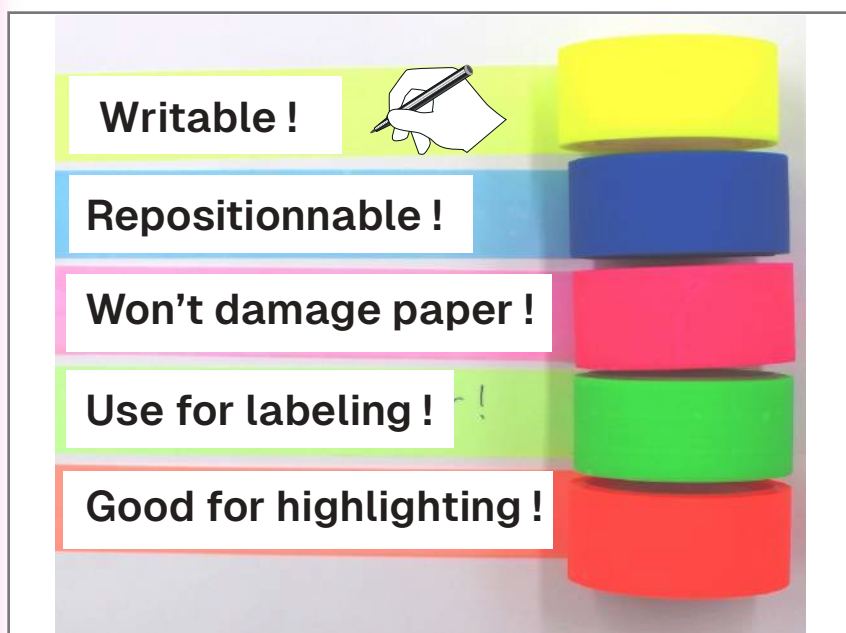 Writable !
Repositionnable !
Won’t damage paper !
Use for labeling !
Good for highlighting !